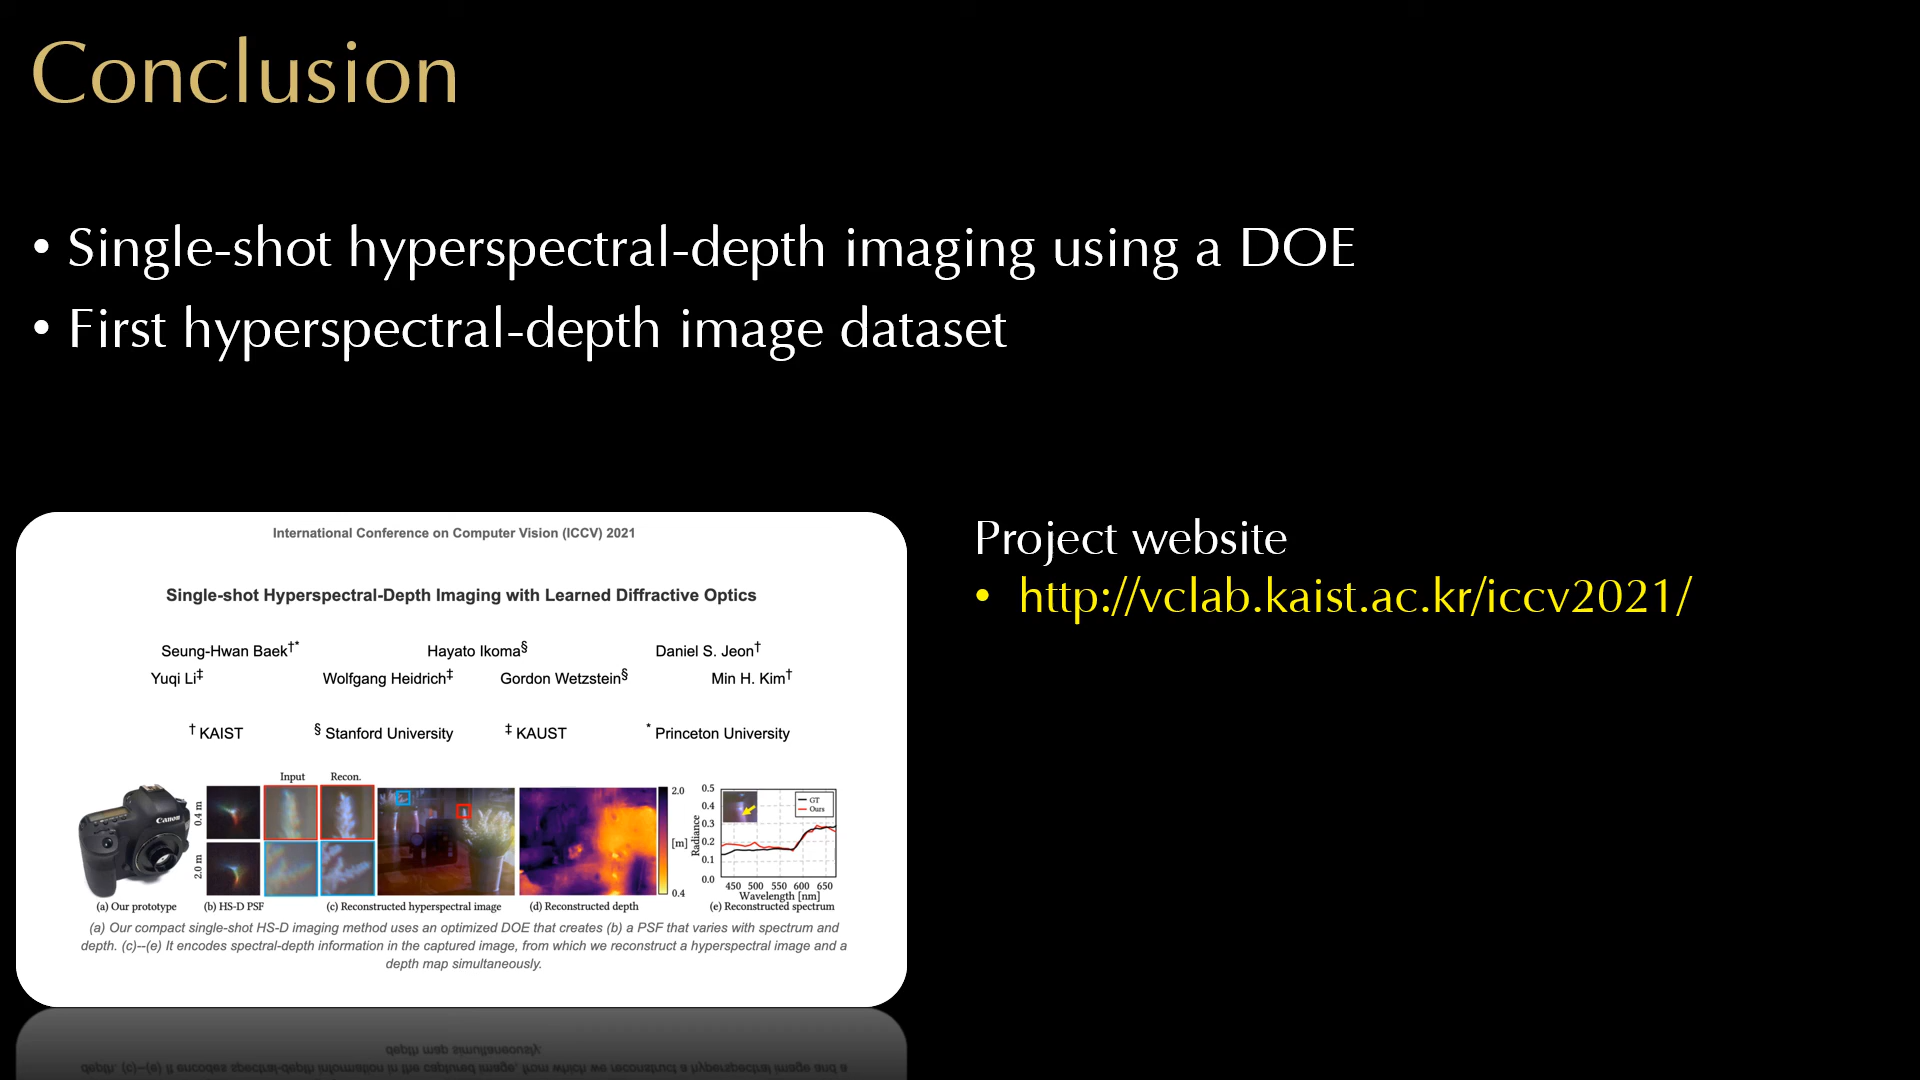 Conclusion
• Single-shot hyperspectral-depth imaging using a DOE
• First hyperspectral-depth image dataset
International Conference on Computer Vision (ICCV) 2021
Single-shot Hyperspectral-Depth Imaging with Learned Diffractive Optics
Seung-Hwan Baek†* Hayato Ikoma§ Daniel S. Jeon†
Yuqi Li‡ Wolfgang Heidrich‡ Gordon Wetzstein§ Min H. Kim†
† KAIST § Stanford University ‡ KAUST * Princeton University
Input Recon.
0.4 m
2.0 m
Canon
2.0
[m]
0.4
Radiance
0.5
0.4
0.3
0.2
0.1
0.0
GT
Ours
450 500 550 600 650
Wavelength [nm]
(a) Our prototype (b) HS-D PSF (c) Reconstructed hyperspectral image (d) Reconstructed depth (e) Reconstructed spectrum
(a) Our compact single-shot HS-D imaging method uses an optimized DOE that creates (b) a PSF that varies with spectrum and
depth. (c)--(e) It encodes spectral-depth information in the captured image, from which we reconstruct a hyperspectral image and a
depth map simultaneously.
Project website
• http://vclab.kaist.ac.kr/iccv2021/